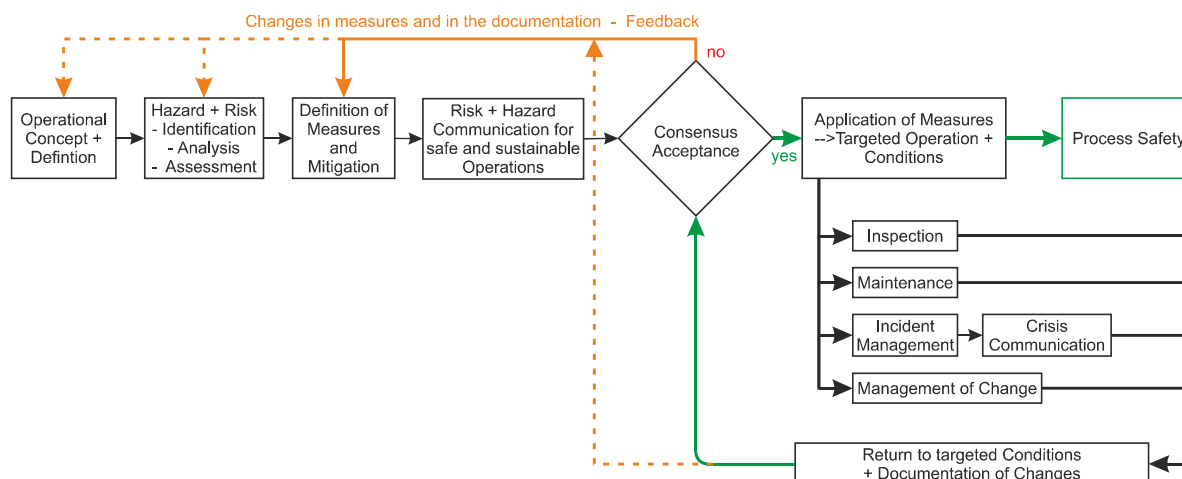 Changes in measures and in the documentation - Feedback
no
Operational
Concept +
Defintion
Hazard + Risk
- Identification
- Analysis
- Assessment
Definition of
Measures
and
Mitigation
Risk + Hazard
Communication for
safe and sustainable
Operations
Consensus
Acceptance
yes
Application of Measures
-->Targeted Operation +
Conditions
Process Safety
Inspection
Maintenance
Incident
Management
Crisis
Communication
Management of Change
Return to targeted Conditions
+ Documentation of Changes